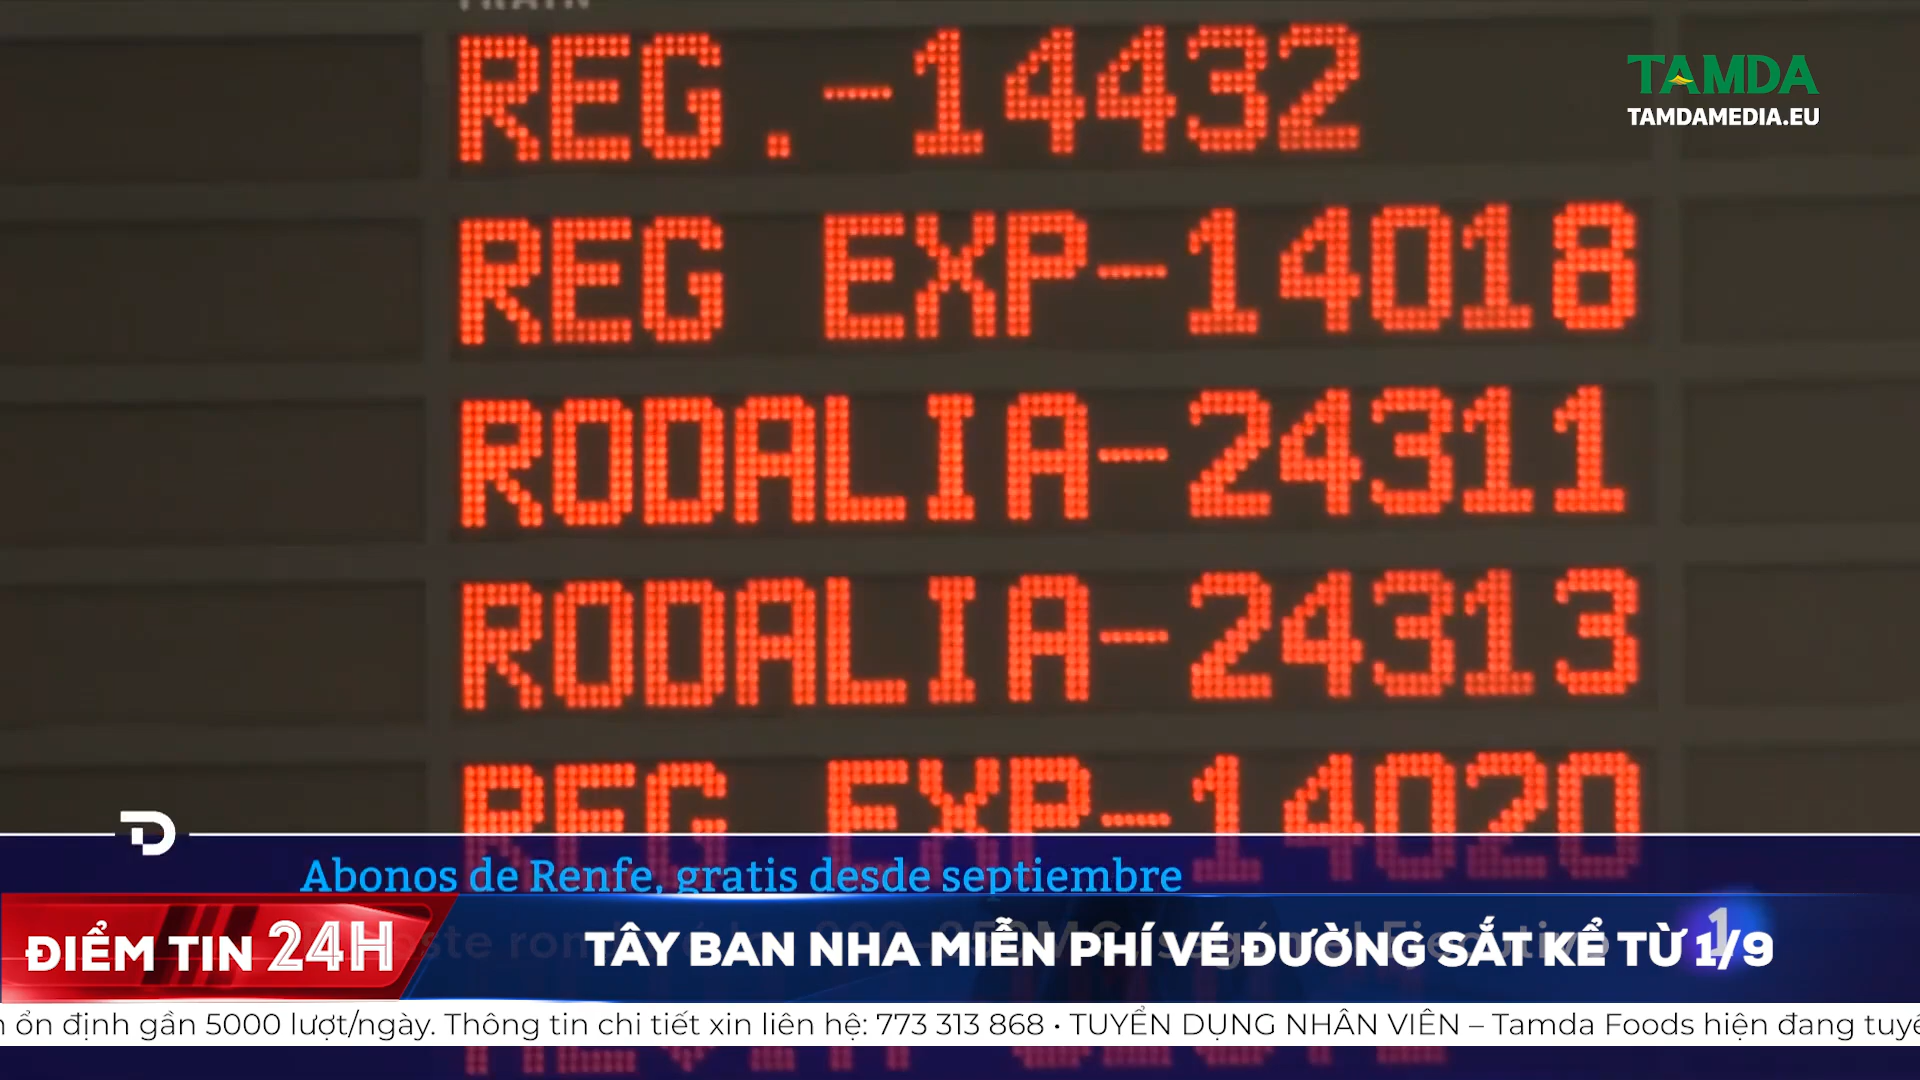 TRAIN
REG.-14432
TAMDA
TAMDAMEDIA.EU
REG EXP-14018
RODALIA-24311
RODALIA-24313
REG EXP-14020
Abonos de Renfe, gratis desde septiembre
ĐIỂM TIN 24H
TÂY BAN NHA MIỄN PHÍ VÉ ĐƯỜNG SẮT KỂ TỪ 1/9
ổn định gần 5000 lượt/ngày. Thông tin chi tiết xin liên hệ: 773 313 868 • TUYỂN DỤNG NHÂN VIÊN – Tamda Foods hiện đang